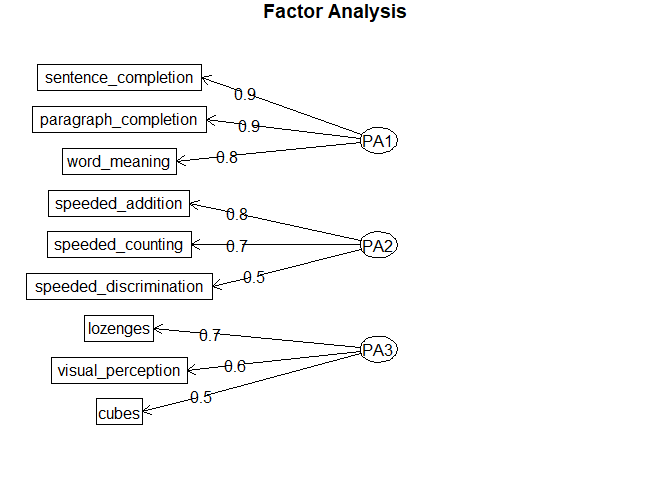 Factor Analysis
sentence_completion
0.9
paragraph_completion
0.9
PA1
word_meaning
0.8
speeded_addition
0.8
speeded_counting
0.7
PA2
speeded_discrimination
0.5
lozenges
0.7
PA3
visual_perception
0.6
cubes
0.5